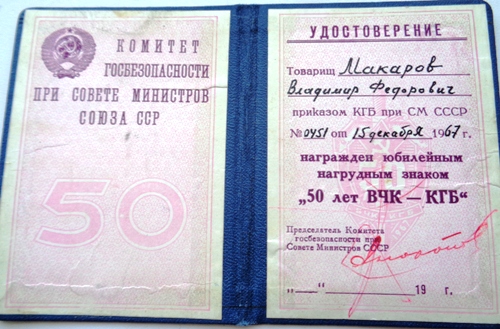 КОМИТЕТ
ГОСБЕЗОПАСНОСТИ
ПРИ СОВЕТЕ МИНИСТРОВ
СОЮЗА ССР
50
УДОСТОВЕРЕНИЕ
Товарищ Макаров
Владимир Федорович
приказом КГБ при СМ СССР
№ 0451 от 15 декабря 1967 г.
награжден юбилейным
нагрудным знаком
„50 лет ВЧК—КГБ“
Председатель Комитета
госбезопасности при
Совете Министров СССР
„—“ 19 г.